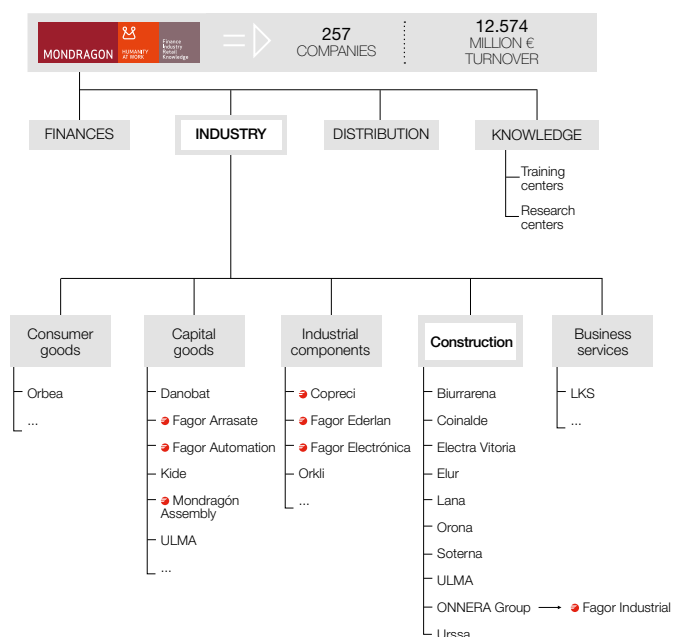 MONDRAGON
HUMANITY
AT WORK
Finance
Industry
Retail
Knowledge
257
COMPANIES
12.574
MILLION €
TURNOVER
FINANCES
INDUSTRY
DISTRIBUTION
KNOWLEDGE
Training
centers
Research
centers
Consumer
goods
Orbea
...
Capital
goods
Danobat
Fagor Arrasate
Fagor Automation
Kide
Mondragón
Assembly
ULMA
...
Industrial
components
Copreci
Fagor Ederlan
Fagor Electrónica
Orkli
...
Construction
Biurrarena
Coinalde
Electra Vitoria
Elur
Lana
Orona
Soterna
ULMA
ONNERA Group
Fagor Industrial
Urssa
Business
services
LKS
...